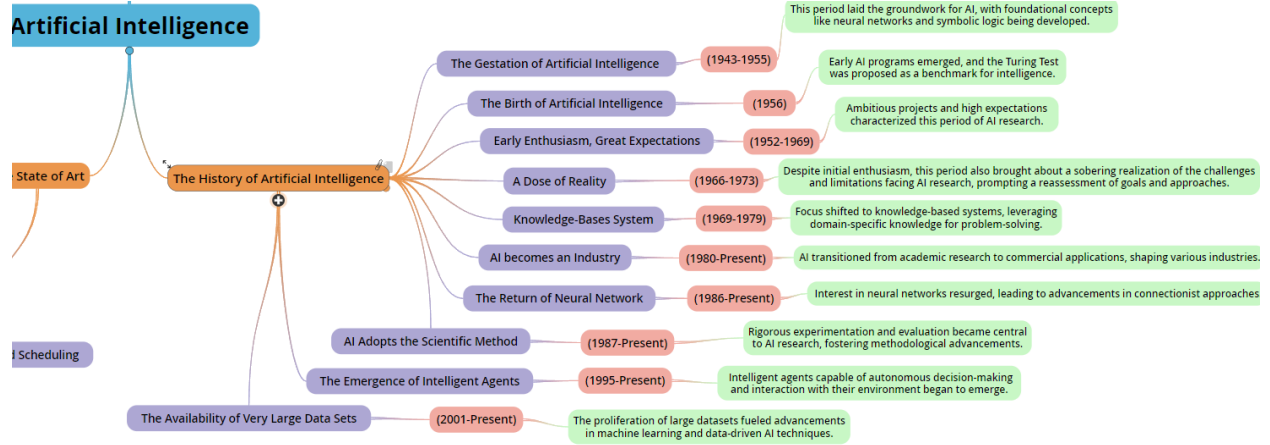 Artificial Intelligence
The Gestation of Artificial Intelligence
(1943-1955)
This period laid the groundwork for AI, with foundational concepts
like neural networks and symbolic logic being developed.
The Birth of Artificial Intelligence
(1956)
Early AI programs emerged, and the Turing Test
was proposed as a benchmark for intelligence.
Early Enthusiasm, Great Expectations
(1952-1969)
Ambitious projects and high expectations
characterized this period of AI research.
State of Art
The History of Artificial Intelligence
A Dose of Reality
(1966-1973)
Despite initial enthusiasm, this period also brought about a sobering realization of the challenges
and limitations facing AI research, prompting a reassessment of goals and approaches.
Knowledge-Bases System
(1969-1979)
Focus shifted to knowledge-based systems, leveraging
domain-specific knowledge for problem-solving.
AI becomes an Industry
(1980-Present)
AI transitioned from academic research to commercial applications, shaping various industries.
The Return of Neural Network
(1986-Present)
Interest in neural networks resurged, leading to advancements in connectionist approaches
AI Adopts the Scientific Method
(1987-Present)
Rigorous experimentation and evaluation became central
to AI research, fostering methodological advancements.
Scheduling
The Emergence of Intelligent Agents
(1995-Present)
Intelligent agents capable of autonomous decision-making
and interaction with their environment began to emerge.
The Availability of Very Large Data Sets
(2001-Present)
The proliferation of large datasets fueled advancements
in machine learning and data-driven AI techniques.